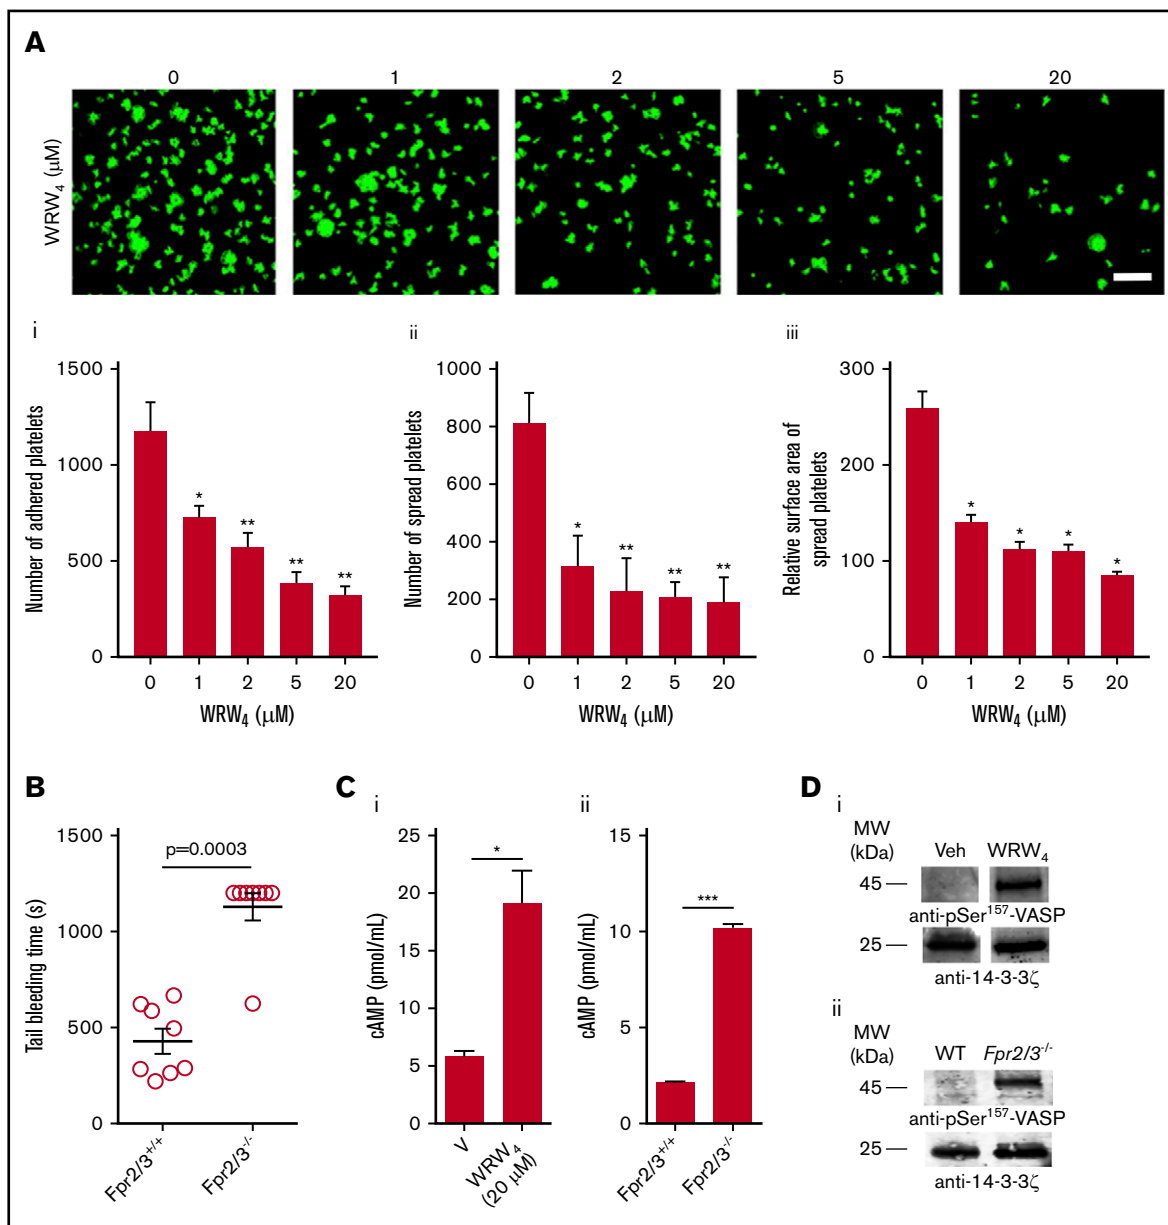 A
0 1 2 5 20
WRW4 (μM)
i
Number of adhered platelets
1500
1000
500
0
* ** ** **
0 1 2 5 20
WRW4 (μM)
ii
Number of spread platelets
1000
800
600
400
200
0
* ** ** **
0 1 2 5 20
WRW4 (μM)
iii
Relative surface area of
spread platelets
300
200
100
0
* * * *
0 1 2 5 20
WRW4 (μM)
B
Tail bleeding time (s)
1500
1000
500
0
p=0.0003
Fpr2/3+/+
Fpr2/3-/-
C
i
cAMP (pmol/mL)
25
20
15
10
5
0
*
V
WRW4
(20 μM)
ii
cAMP (pmol/mL)
15
10
5
0
***
Fpr2/3+/+
Fpr2/3-/-
D
i
MW
(kDa)
Veh WRW4
45
anti-pSer157-VASP
25
anti-14-3-3ζ
ii
MW
(kDa)
WT Fpr2/3-/-
45
anti-pSer157-VASP
25
anti-14-3-3ζ